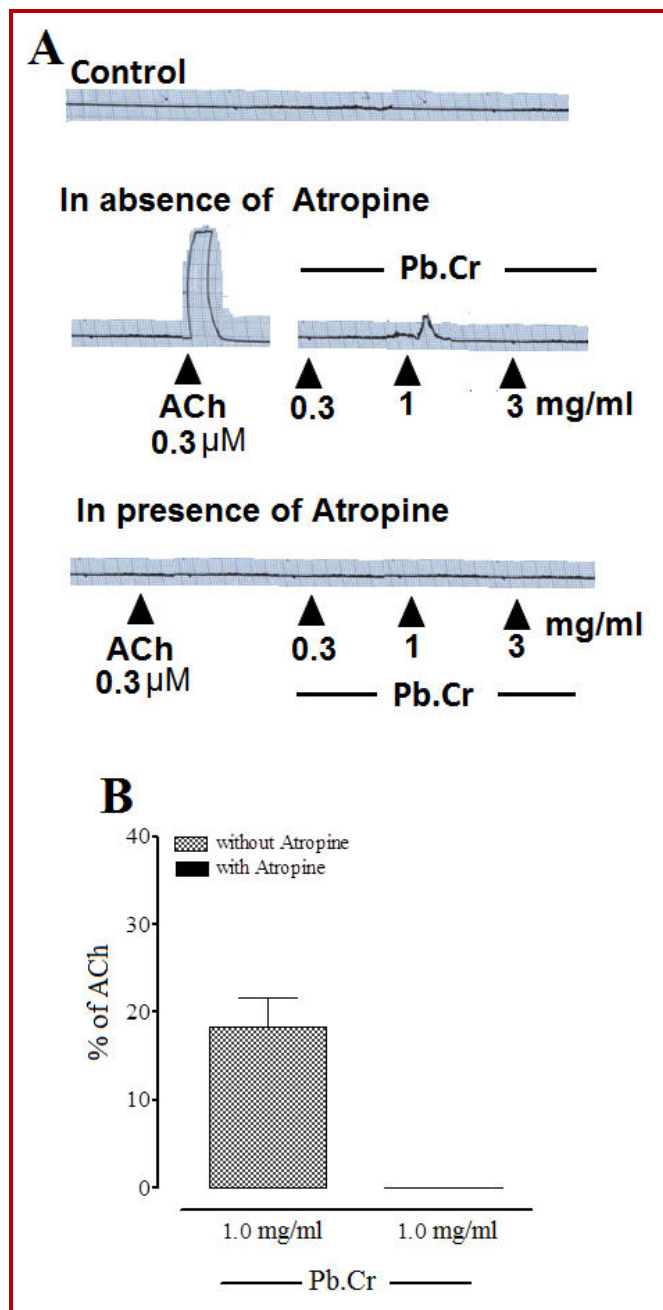 A
Control
In absence of Atropine
Pb.Cr
ACh 0.3 1 3 mg/ml
0.3 µM
In presence of Atropine
ACh 0.3 1 3 mg/ml
0.3 µM
Pb.Cr
B
without Atropine
with Atropine
% of ACh
40
30
20
10
0
1.0 mg/ml 1.0 mg/ml
Pb.Cr